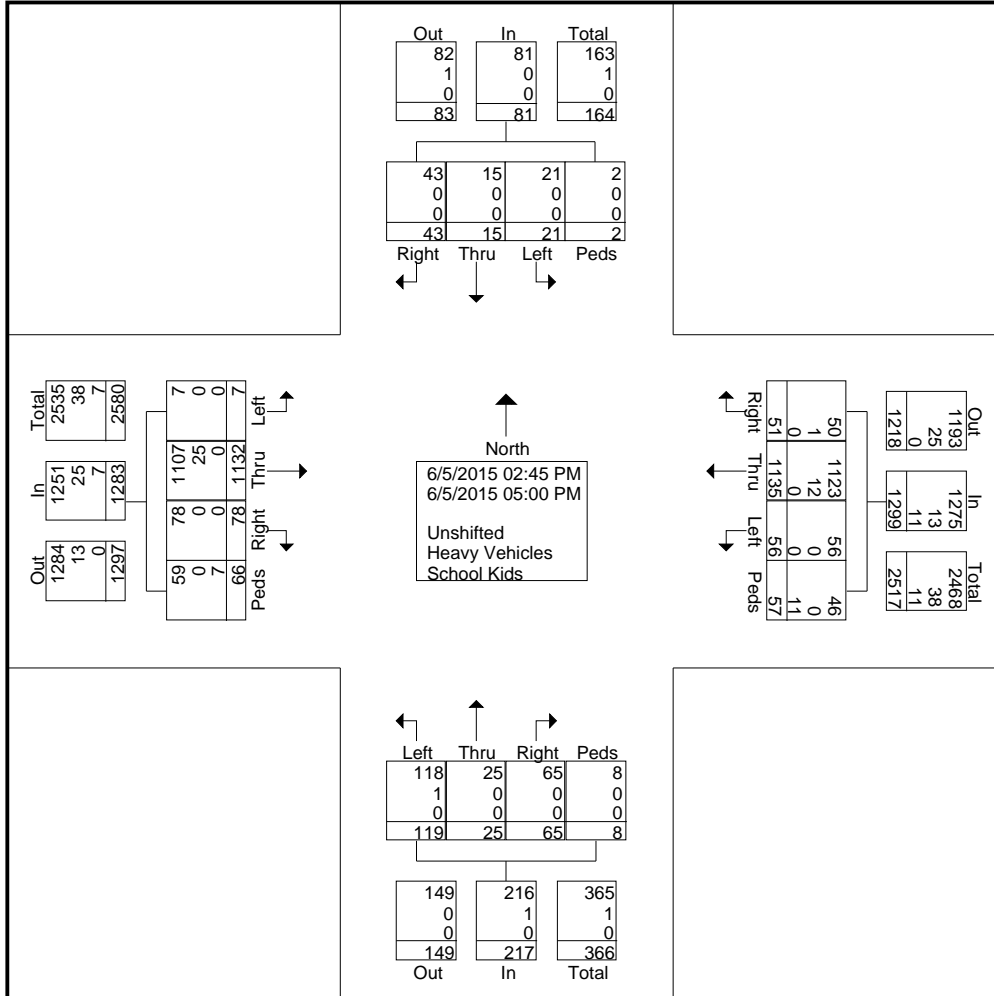 Out In Total
82 81 163
1 0 1
0 0 0
83 81 164
43 15 21 2
0 0 0 0
0 0 0 0
43 15 21 2
Right Thru Left Peds
Total
2535
38
7
2580
In
1251
25
7
1283
Out
1284
13
0
1297
7
0
0
7
Left
1107
25
0
1132
Thru
78
0
0
78
Right
59
0
7
66
Peds
North
6/5/2015 02:45 PM
6/5/2015 05:00 PM
Unshifted
Heavy Vehicles
School Kids
Right
51
0
1
50
Thru
1135
0
12
1123
Left
56
0
0
56
Peds
57
11
0
46
Out
1193
25
0
1218
In
1275
13
11
1299
Total
2468
38
11
2517
Left Thru Right Peds
118 25 65 8
1 0 0 0
0 0 0 0
119 25 65 8
149 216 365
0 1 1
0 0 0
149 217 366
Out In Total